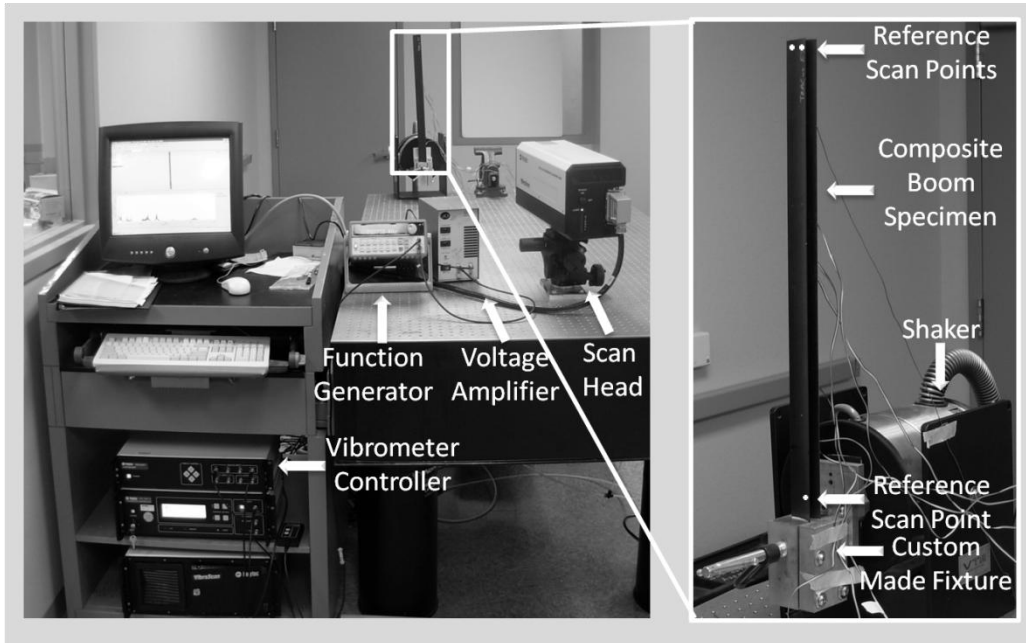 Function
Generator
Voltage
Amplifier
Scan
Head
Vibrometer
Controller
Reference
Scan Points
Composite
Boom
Specimen
Shaker
Reference
Scan Point
Custom
Made Fixture